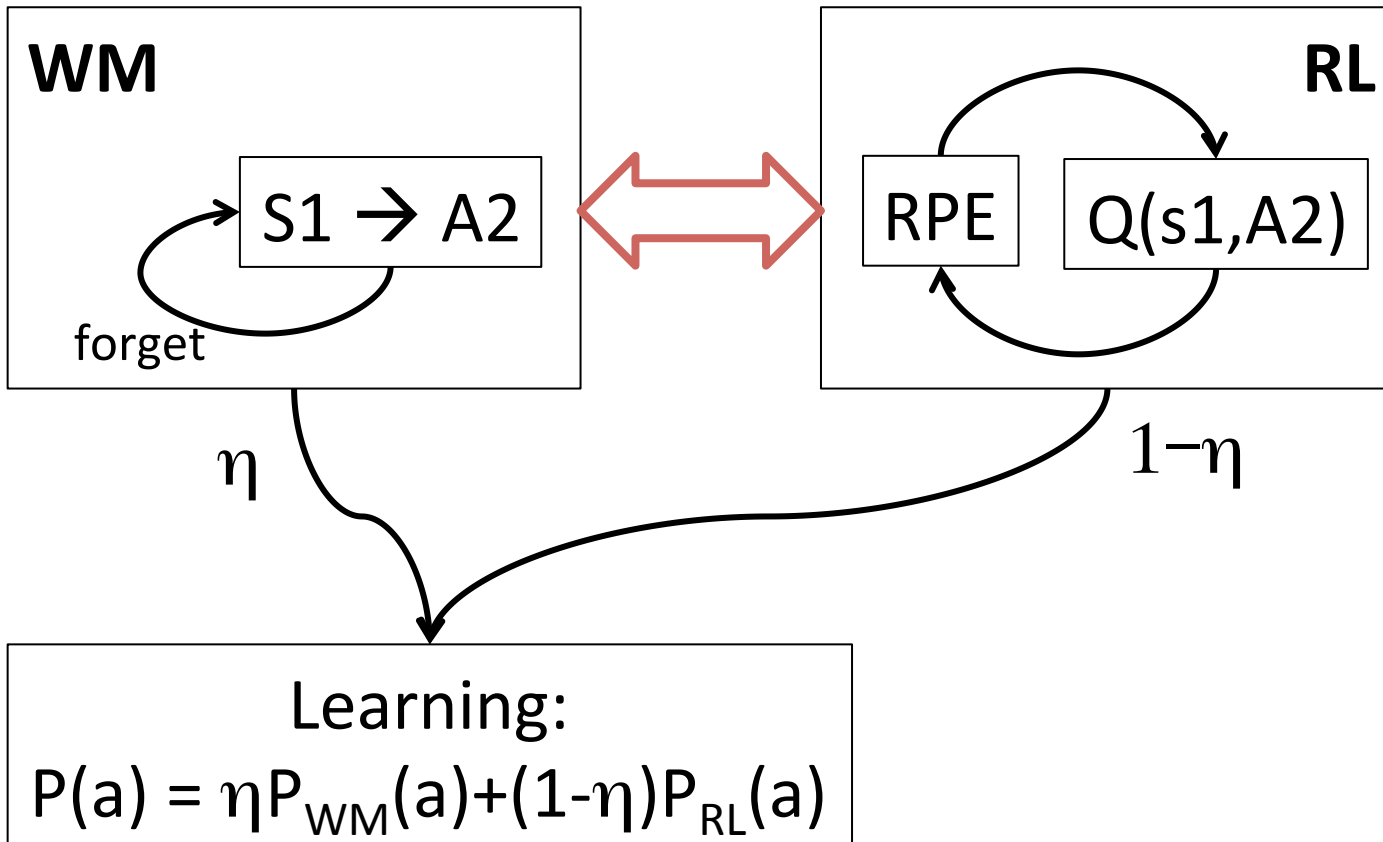 WM
S1 → A2
forget
RL
RPE
Q(s1,A2)
η
1−η
Learning:
P(a) = ηP_WM(a)+(1-η)P_RL(a)